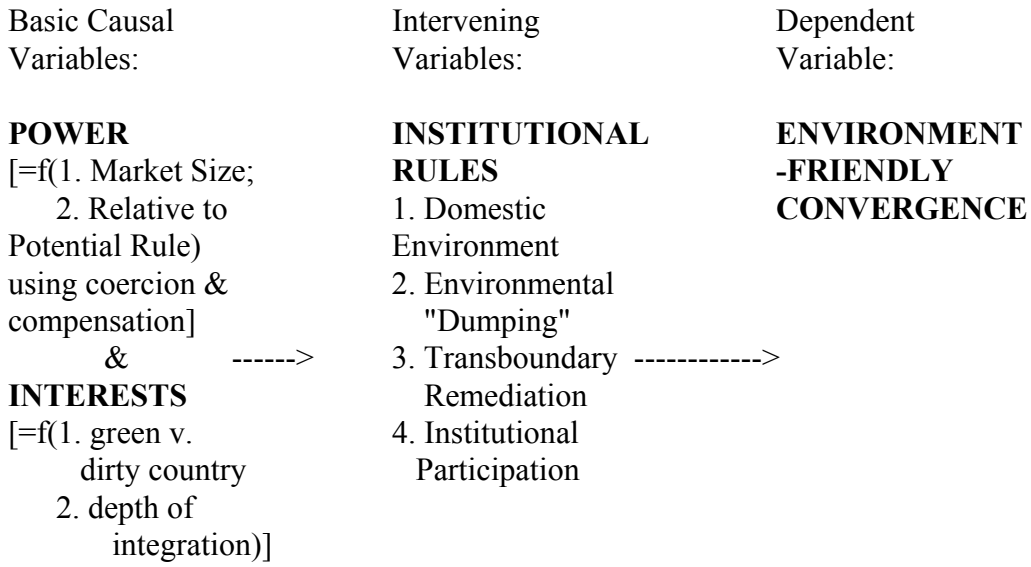 Basic Causal Intervening Dependent
Variables: Variables: Variable:
POWER INSTITUTIONAL ENVIRONMENT
[=f(1. Market Size; RULES -FRIENDLY
2. Relative to 1. Domestic CONVERGENCE
Potential Rule) Environment
using coercion & 2. Environmental
compensation] "Dumping"
& ------> 3. Transboundary ------------>
INTERESTS Remediation
[=f(1. green v. 4. Institutional
dirty country Participation
2. depth of
integration)]